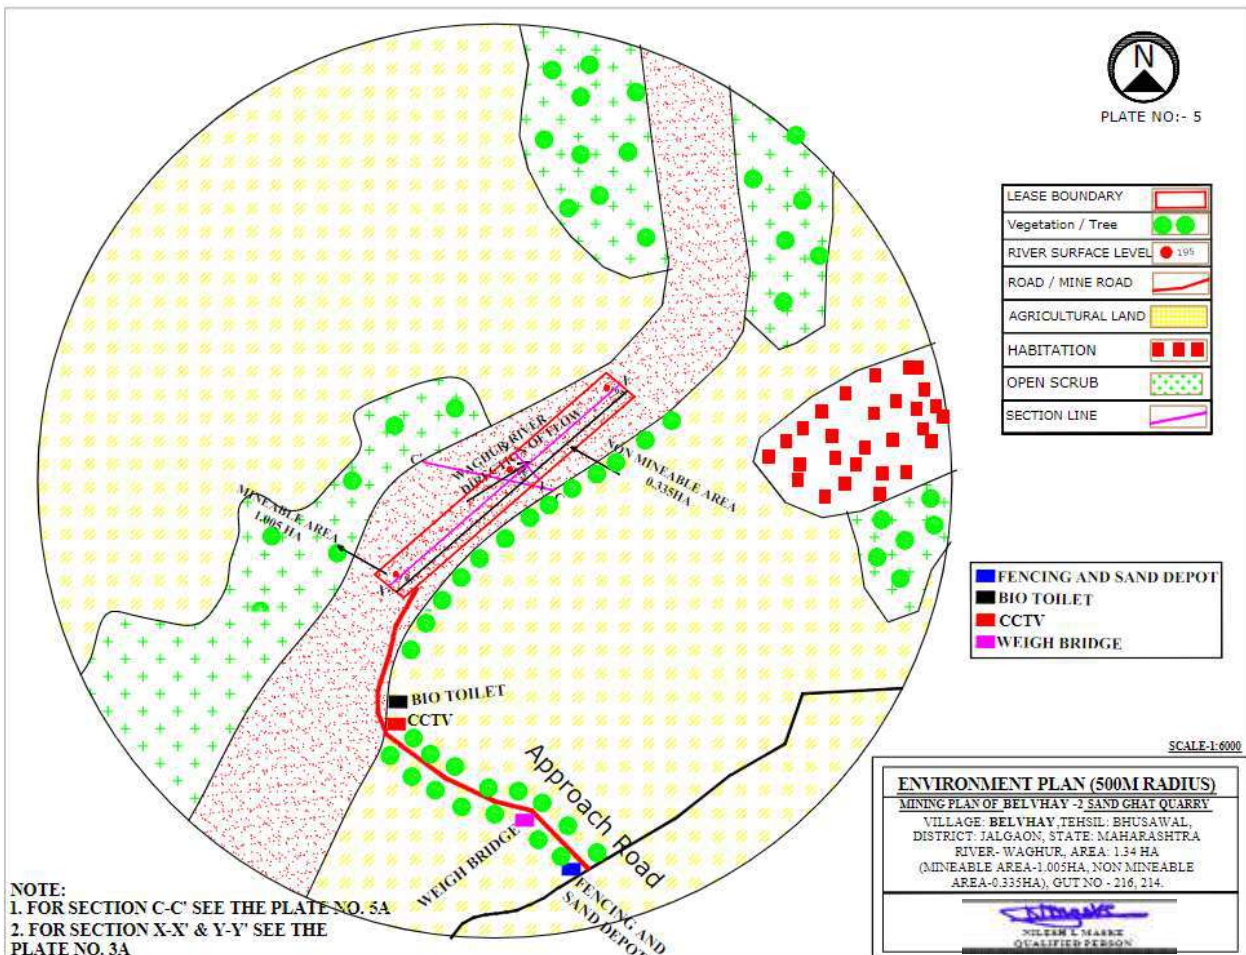 N
PLATE NO:- 5
LEASE BOUNDARY
Vegetation / Tree
RIVER SURFACE LEVEL 195
ROAD / MINE ROAD
AGRICULTURAL LAND
HABITATION
OPEN SCRUB
SECTION LINE
WAGHUR RIVER
DIRECTION OF FLOW
NON MINEABLE AREA
0.335HA
MINEABLE AREA
1.005 HA
C'
FENCING AND SAND DEPOT
BIO TOILET
CCTV
WEIGH BRIDGE
BIO TOILET
CCTV
Approach Road
WEIGH BRIDGE
FENCING AND
SAND DEPOT
SCALE-1:6000
ENVIRONMENT PLAN (500M RADIUS)
MINING PLAN OF BELVHAY -2 SAND GHAT QUARRY
VILLAGE: BELVHAY, TEHSIL: BHUSAWAL,
DISTRICT: JALGAON, STATE: MAHARASHTRA
RIVER- WAGHUR, AREA: 1.34 HA
(MINEABLE AREA-1.005HA, NON MINEABLE
AREA-0.335HA), GUT NO - 216, 214.
NILESH L MASKE
QUALIFIED PERSON
NOTE:
1. FOR SECTION C-C' SEE THE PLATE NO. 5A
2. FOR SECTION X-X' & Y-Y' SEE THE
PLATE NO. 3A